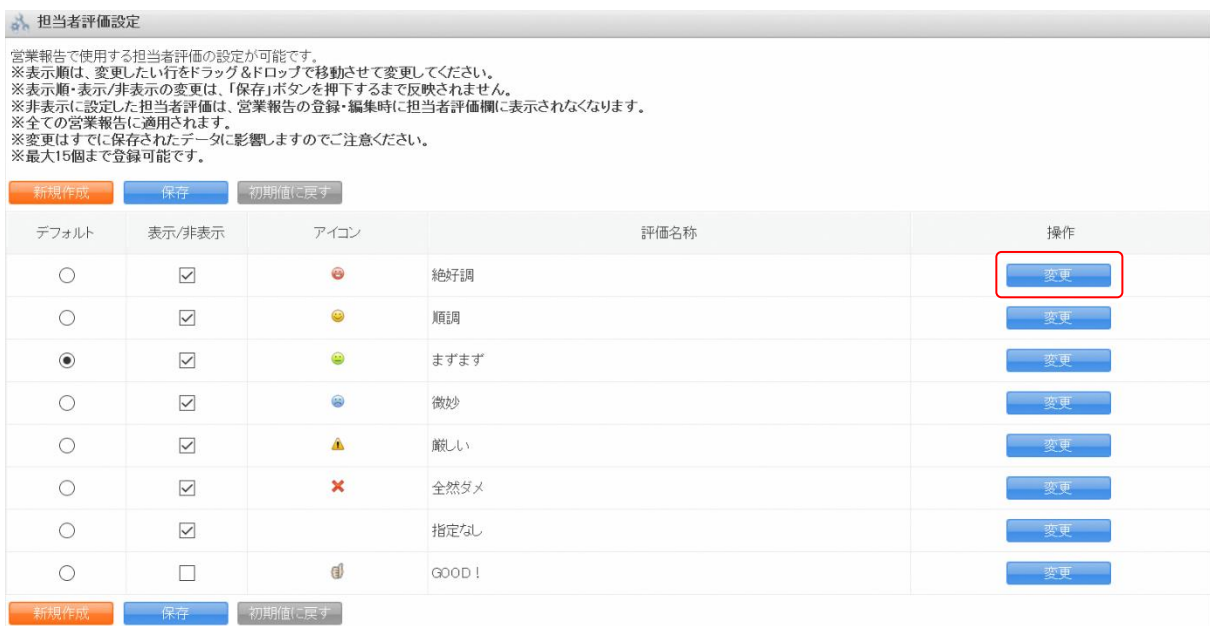 担当者評価設定
営業報告で使用する担当者評価の設定が可能です。
※表示順は、変更したい行をドラッグ&ドロップで移動させて変更してください。
※表示順・表示/非表示の変更は、「保存」ボタンを押下するまで反映されません。
※非表示に設定した担当者評価は、営業報告の登録・編集時に担当者評価欄に表示されなくなります。
※全ての営業報告に適用されます。
※変更はすでに保存されたデータに影響しますのでご注意ください。
※最大15個まで登録可能です。
新規作成 保存 初期値に戻す
デフォルト 表示/非表示 アイコン 評価名称 操作
絶好調 変更
順調 変更
まずまず 変更
微妙 変更
厳しい 変更
全然ダメ 変更
指定なし 変更
GOOD! 変更
新規作成 保存 初期値に戻す